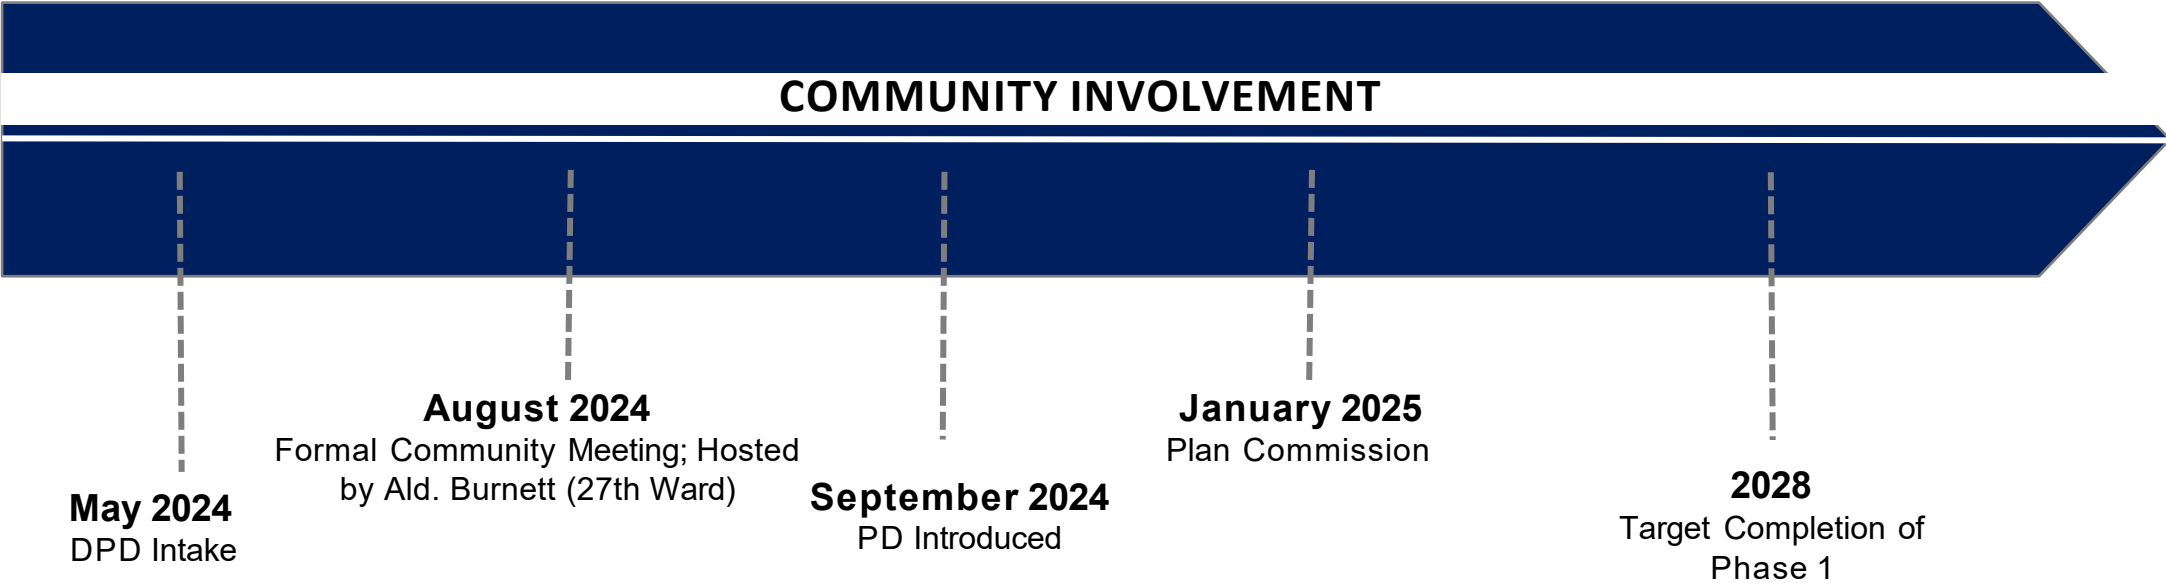 COMMUNITY INVOLVEMENT
May 2024
DPD Intake
August 2024
Formal Community Meeting; Hosted
by Ald. Burnett (27th Ward)
September 2024
PD Introduced
January 2025
Plan Commission
2028
Target Completion of
Phase 1